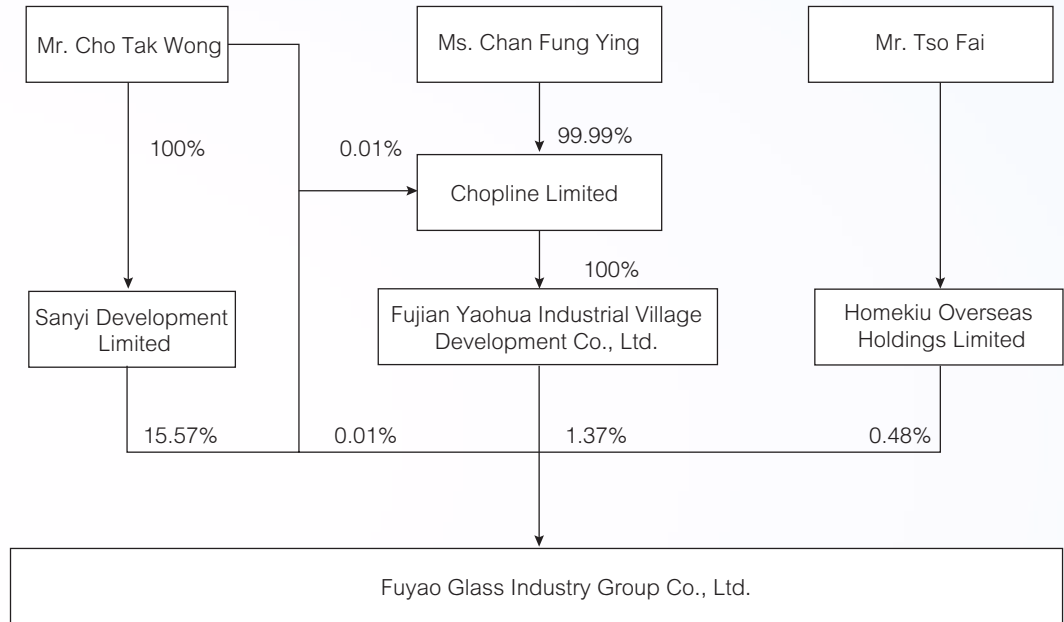 Mr. Cho Tak Wong
Ms. Chan Fung Ying
Mr. Tso Fai
100%
0.01%
99.99%
Chopline Limited
100%
Sanyi Development
Limited
Fujian Yaohua Industrial Village
Development Co., Ltd.
Homekiu Overseas
Holdings Limited
15.57%
0.01%
1.37%
0.48%
Fuyao Glass Industry Group Co., Ltd.